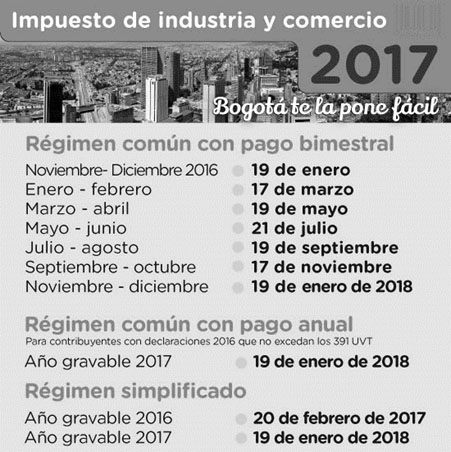 Impuesto de industria y comercio
2017
Bogotá te la pone fácil
Régimen común con pago bimestral
Noviembre- Diciembre 2016 19 de enero
Enero - febrero 17 de marzo
Marzo - abril 19 de mayo
Mayo - junio 21 de julio
Julio - agosto 19 de septiembre
Septiembre - octubre 17 de noviembre
Noviembre - diciembre 19 de enero de 2018
Régimen común con pago anual
Para contribuyentes con declaraciones 2016 que no excedan los 391 UVT
Año gravable 2017 19 de enero de 2018
Régimen simplificado
Año gravable 2016 20 de febrero de 2017
Año gravable 2017 19 de enero de 2018